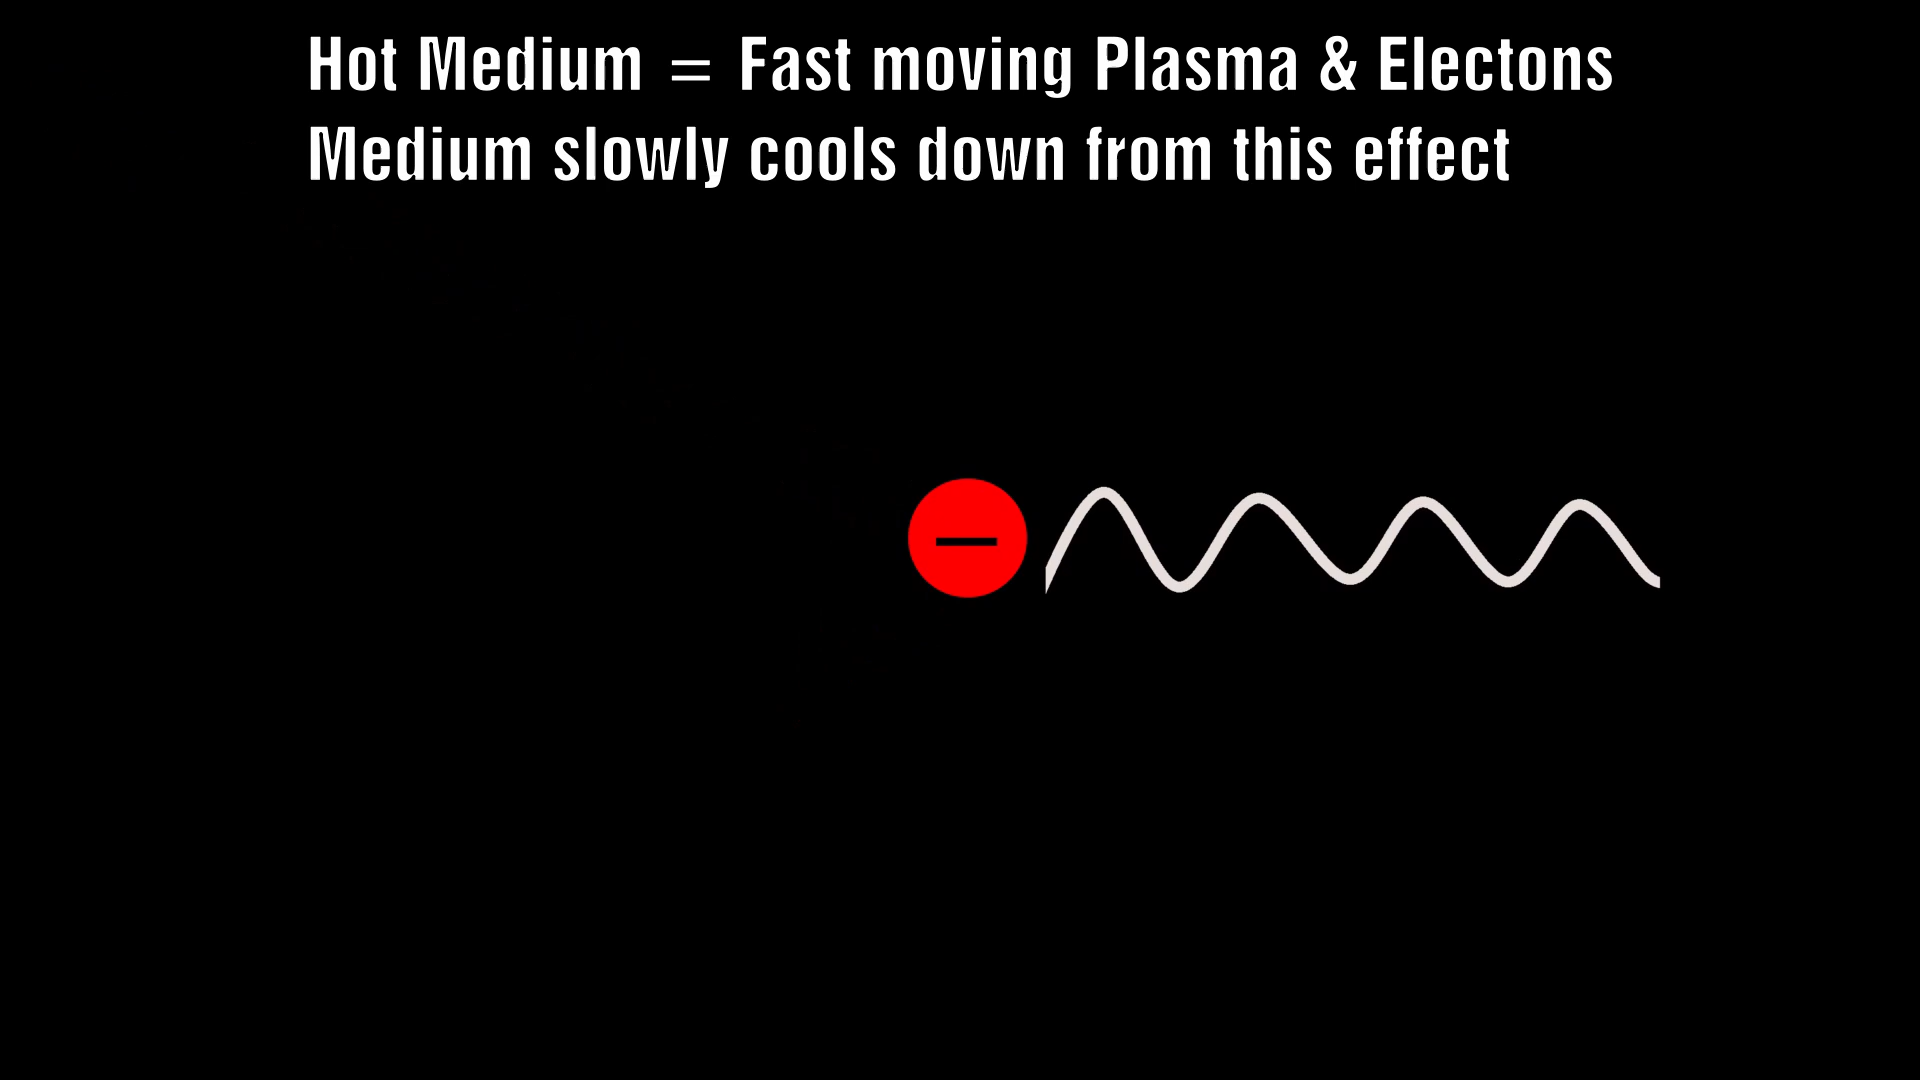 Hot Medium = Fast moving Plasma & Electons
Medium slowly cools down from this effect